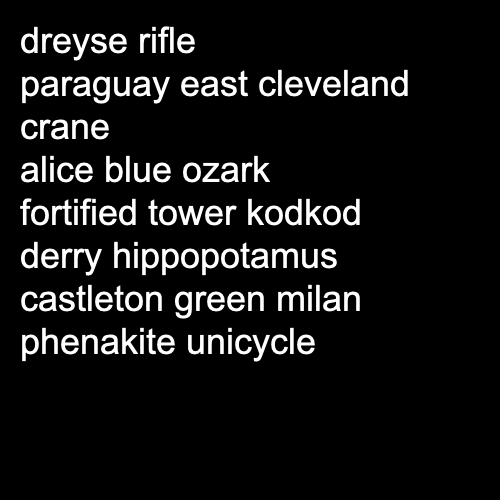 dreyse rifle
paraguay east cleveland
crane
alice blue ozark
fortified tower kodkod
derry hippopotamus
castleton green milan
phenakite unicycle